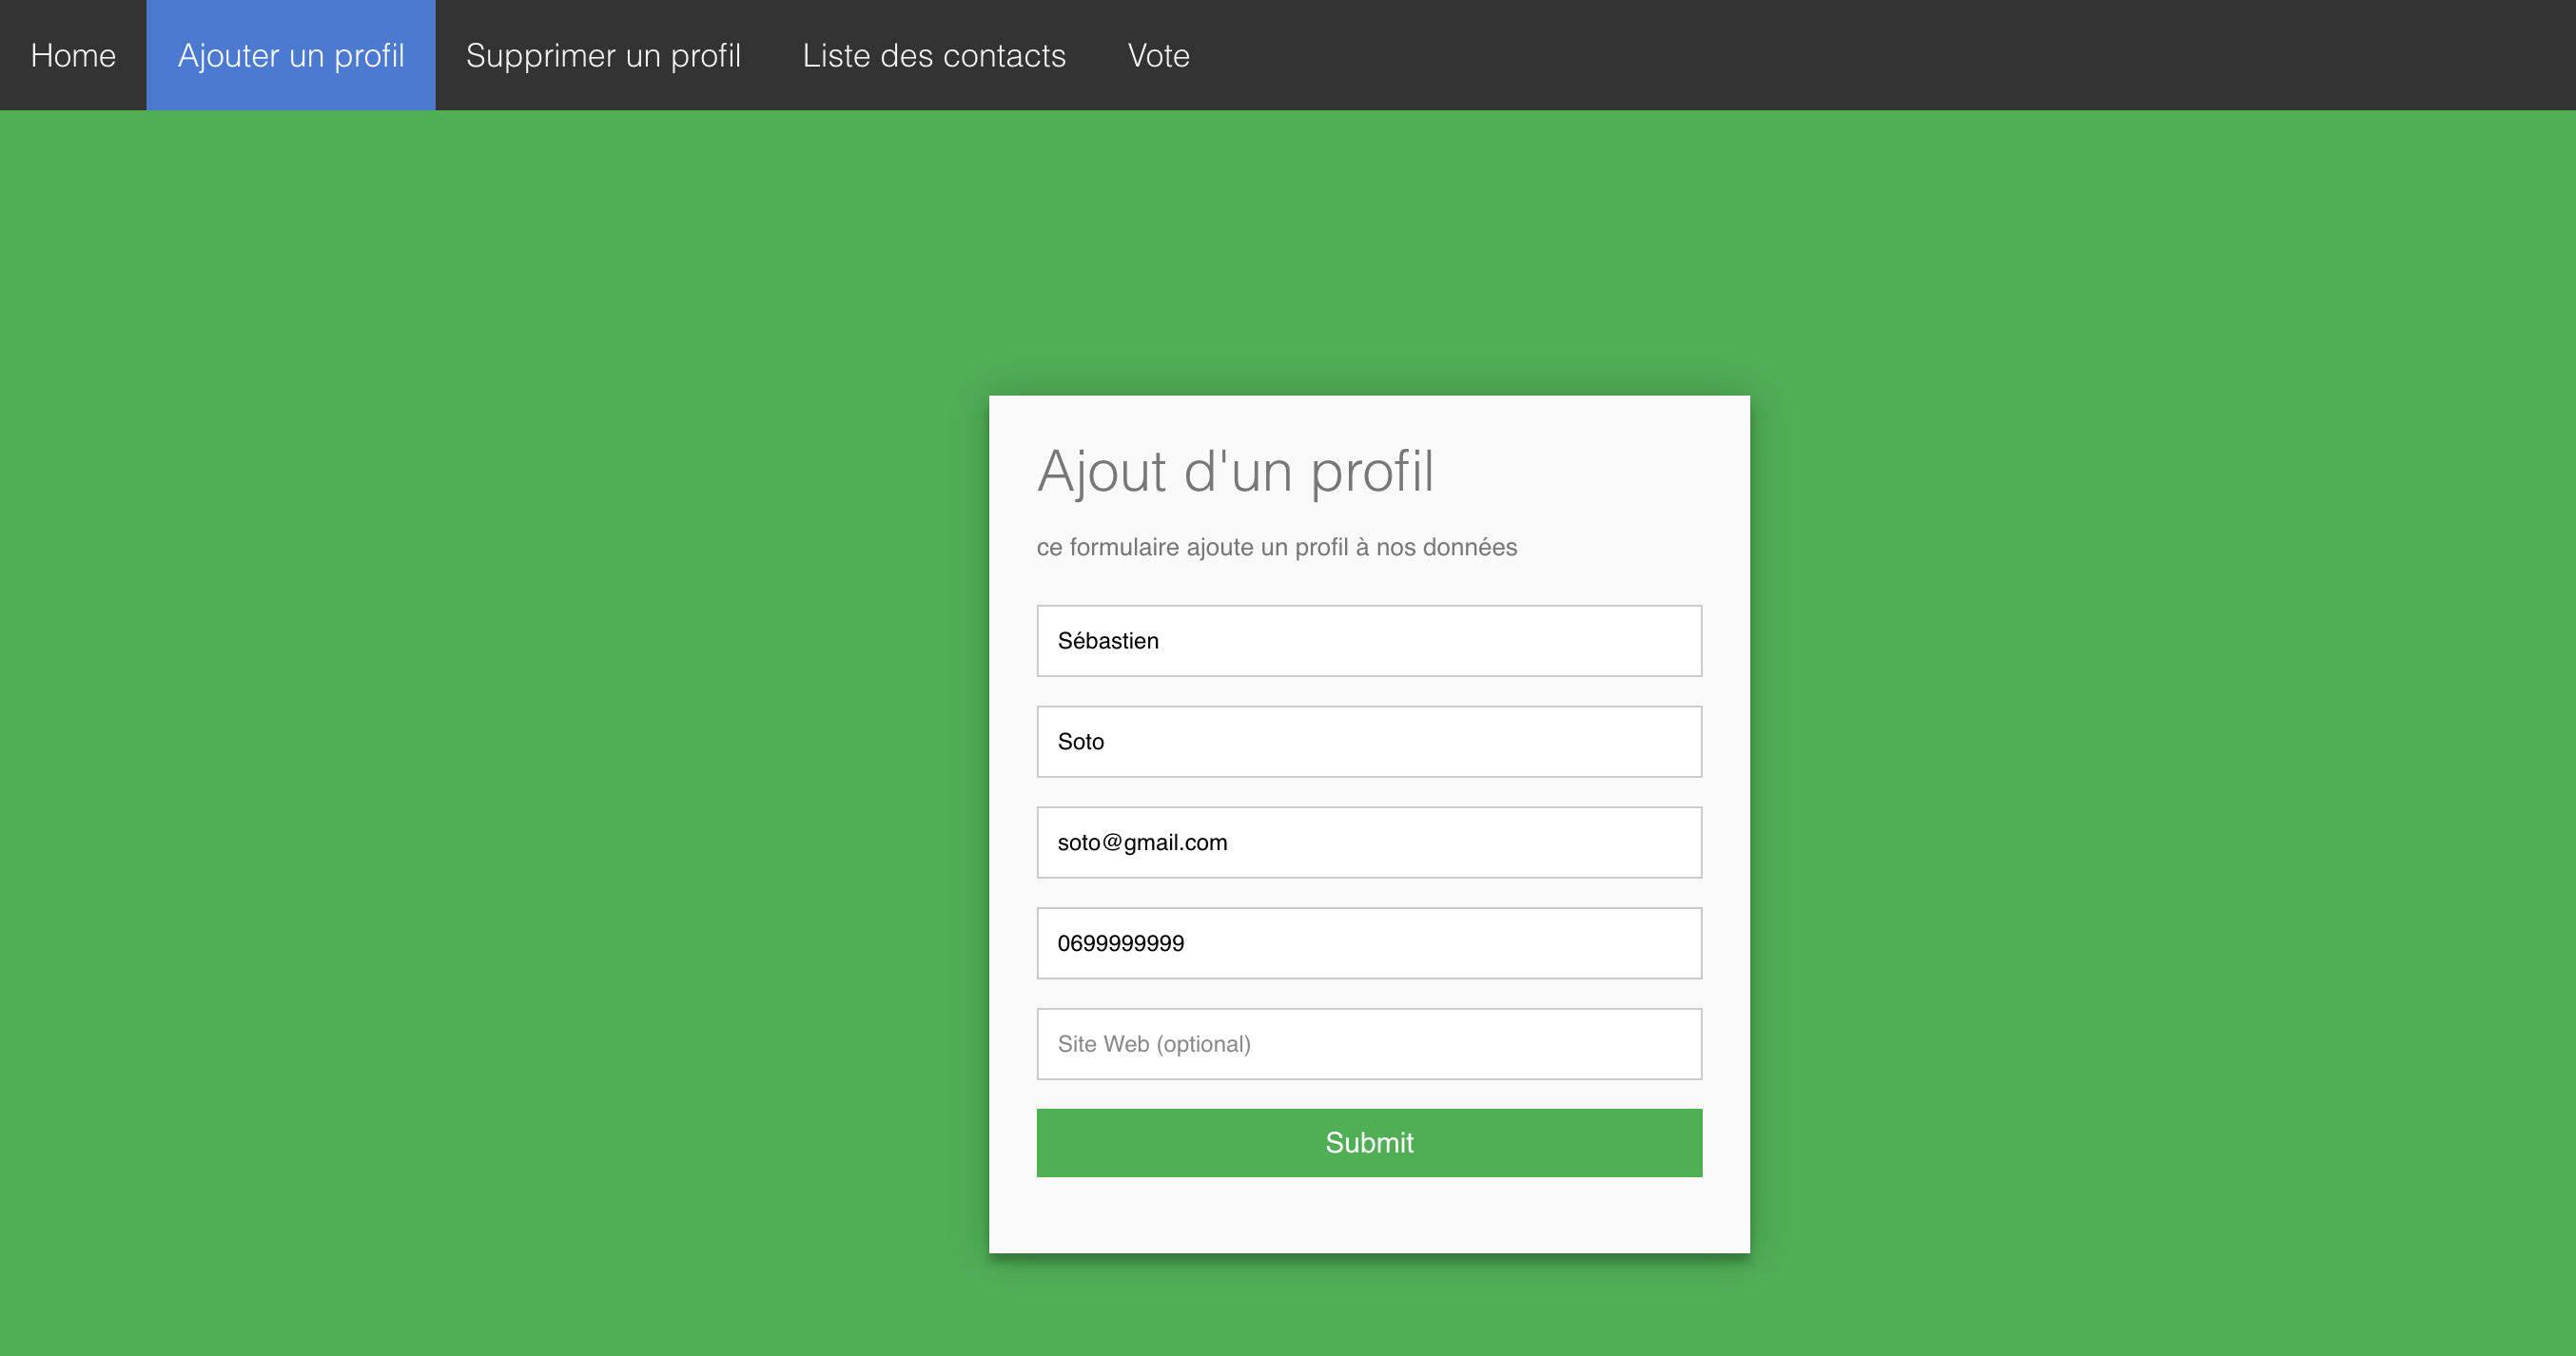 Home Ajouter un profil Supprimer un profil Liste des contacts Vote
Ajout d'un profil
ce formulaire ajoute un profil à nos données
Sébastien
Soto
soto@gmail.com
0699999999
Site Web (optional)
Submit